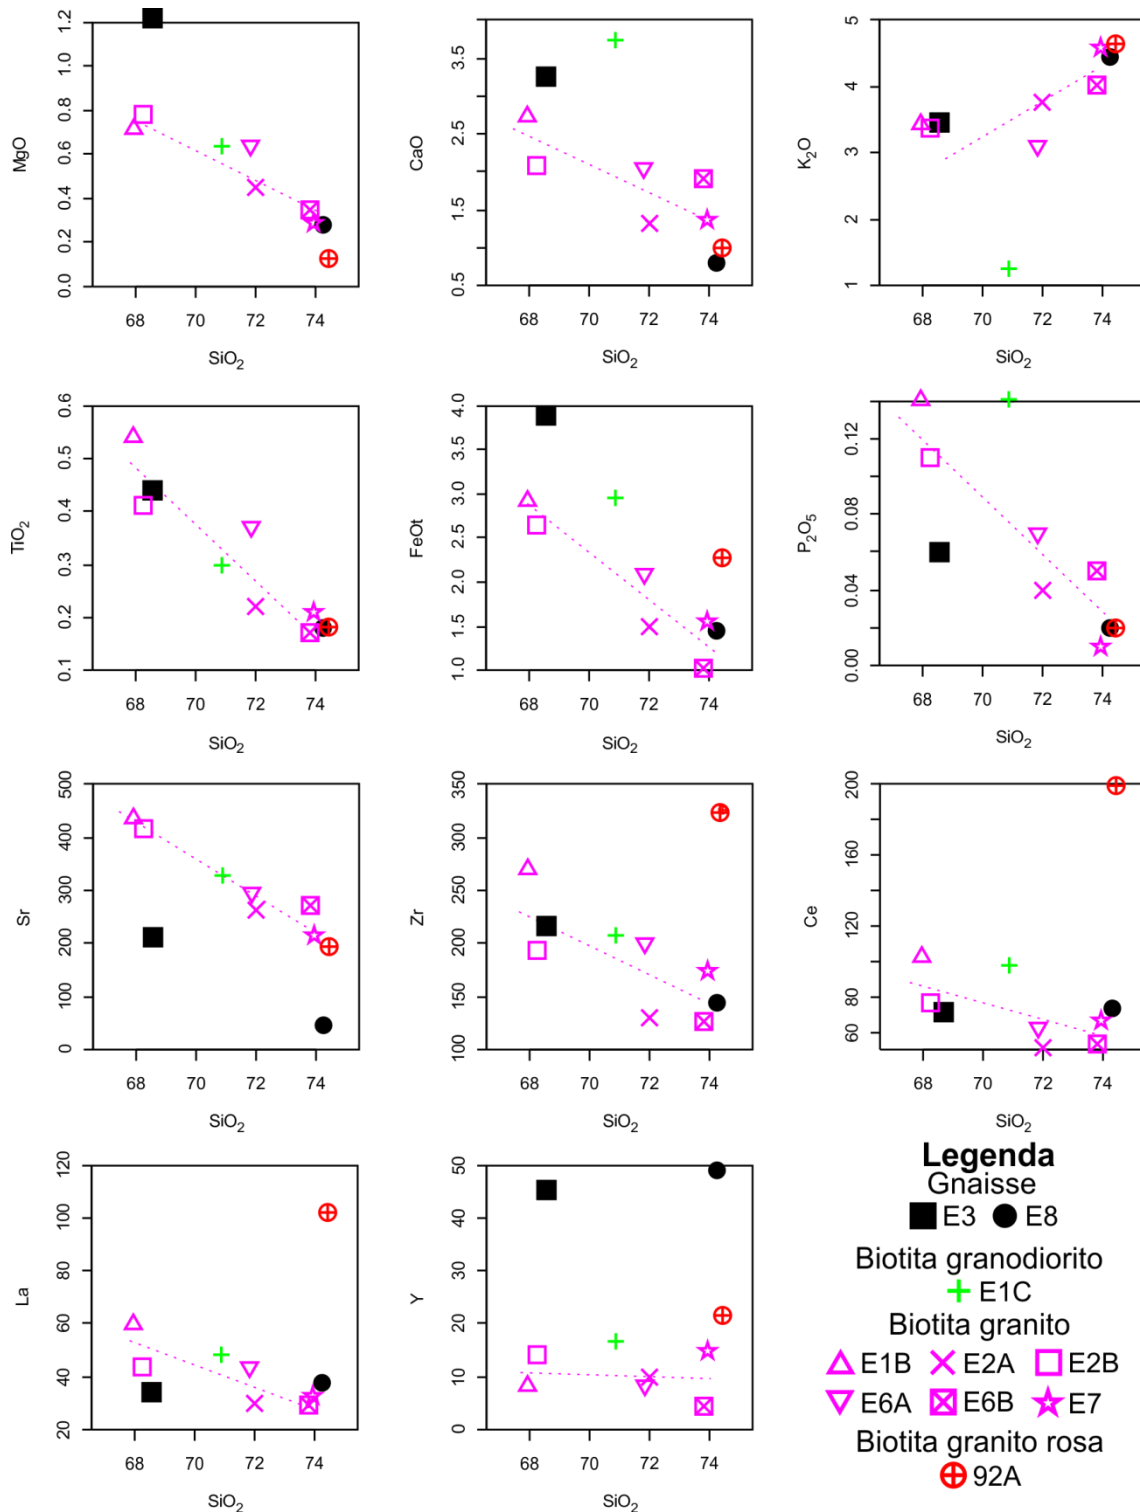 MgO
0.0 0.2 0.4 0.6 0.8 1.0 1.2
68 70 72 74
SiO2
CaO
0.5 1.5 2.5 3.5
68 70 72 74
SiO2
K2O
1 2 3 4 5
68 70 72 74
SiO2
TiO2
0.1 0.2 0.3 0.4 0.5 0.6
68 70 72 74
SiO2
FeOt
1.0 1.5 2.0 2.5 3.0 3.5 4.0
68 70 72 74
SiO2
P2O5
0.00 0.04 0.08 0.12
68 70 72 74
SiO2
Sr
0 100 200 300 400 500
68 70 72 74
SiO2
Zr
100 150 200 250 300 350
68 70 72 74
SiO2
Ce
60 80 120 160 200
68 70 72 74
SiO2
La
20 40 60 80 100 120
68 70 72 74
SiO2
Y
0 10 20 30 40 50
68 70 72 74
SiO2
Legenda
Gnaisse
E3 E8
Biotita granodiorito
E1C
Biotita granito
E1B E2A E2B
E6A E6B E7
Biotita granito rosa
92A